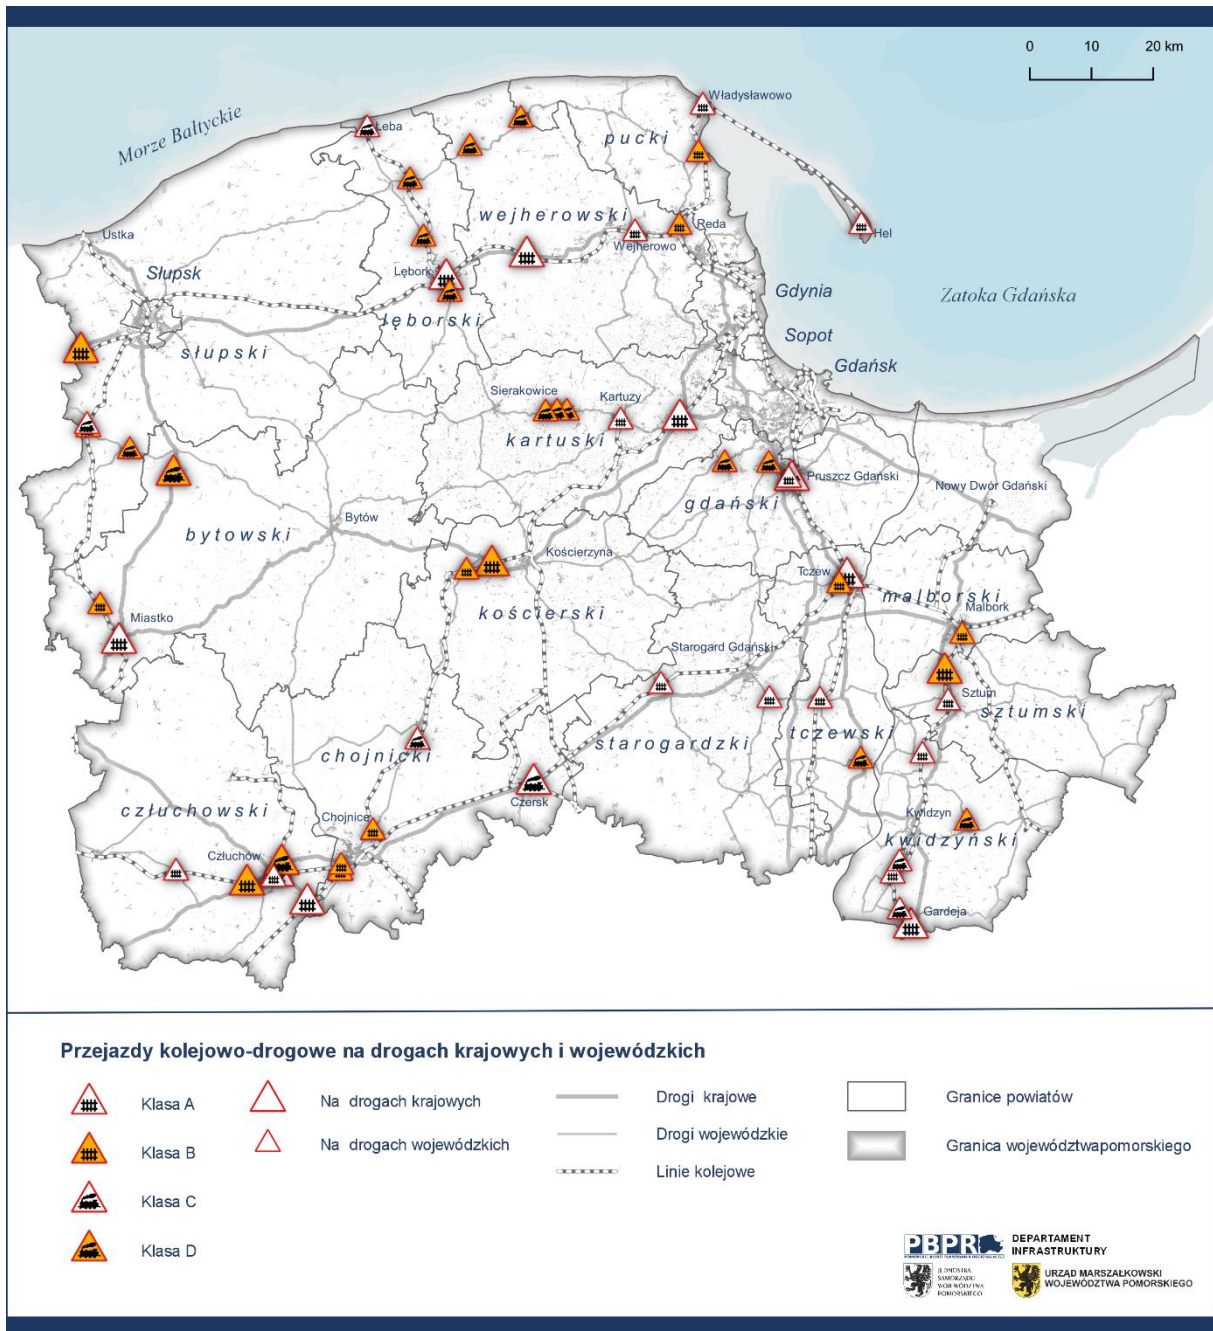 0 10 20 km
Władysławowo
Morze Bałtyckie
Łeba
pucki
wejherowski
Reda
Wejherowo
Hel
Ustka
Słupsk
Lębork
Gdynia
Zatoka Gdańska
lęborski
Sopot
słupski
Gdańsk
Sierakowice
Kartuzy
kartuski
Pruszcz Gdański
Nowy Dwór Gdański
gdański
Bytów
bytowski
Kościerzyna
Tczew
malborski
kościerski
Malbork
Miastko
Starogard Gdański
Sztum
sztumski
tczewski
starogardzki
chojnicki
Czersk
człuchowski
Chojnice
Kwidzyn
kwidzyński
Człuchów
Gardeja
Przejazdy kolejowo-drogowe na drogach krajowych i wojewódzkich
Klasa A
Klasa B
Klasa C
Klasa D
Na drogach krajowych
Na drogach wojewódzkich
Drogi krajowe
Drogi wojewódzkie
Linie kolejowe
Granice powiatów
Granica województwapomorskiego
PBPR
DEPARTAMENT
INFRASTRUKTURY
JEDNOSTKA
SAMORZĄDU
WOJEWÓDZTWA
POMORSKIEGO
URZĄD MARSZAŁKOWSKI
WOJEWÓDZTWA POMORSKIEGO